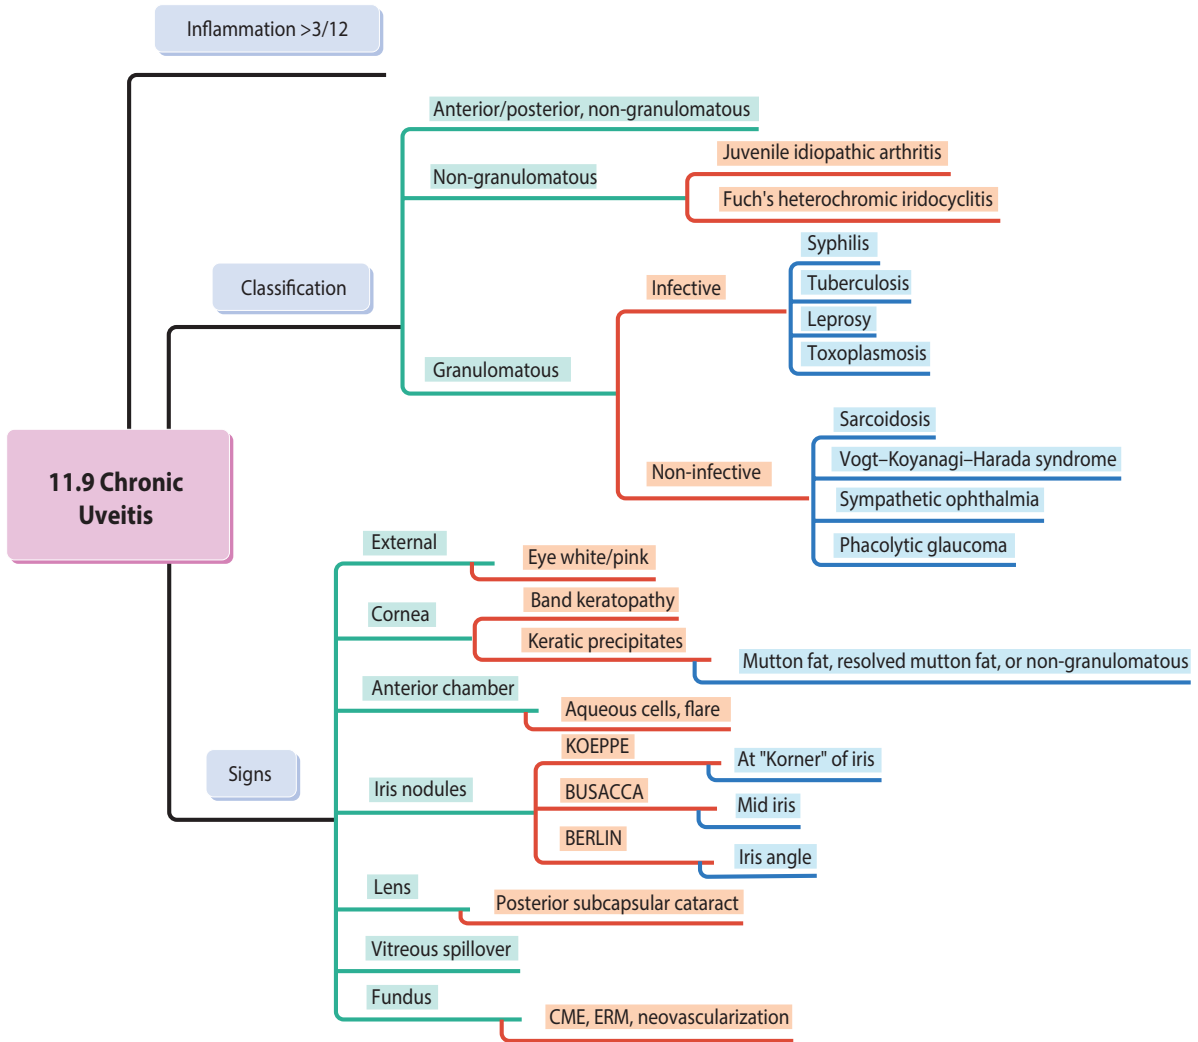 Inflammation >3/12
Anterior/posterior, non-granulomatous
Juvenile idiopathic arthritis
Non-granulomatous
Fuch's heterochromic iridocyclitis
Syphilis
Classification
Infective
Tuberculosis
Leprosy
Toxoplasmosis
Granulomatous
Sarcoidosis
Non-infective
Vogt–Koyanagi–Harada syndrome
Sympathetic ophthalmia
Phacolytic glaucoma
11.9 Chronic
Uveitis
External
Eye white/pink
Cornea
Band keratopathy
Keratic precipitates
Mutton fat, resolved mutton fat, or non-granulomatous
Anterior chamber
Aqueous cells, flare
Signs
Iris nodules
KOEPPE
At "Korner" of iris
BUSACCA
Mid iris
BERLIN
Iris angle
Lens
Posterior subcapsular cataract
Vitreous spillover
Fundus
CME, ERM, neovascularization